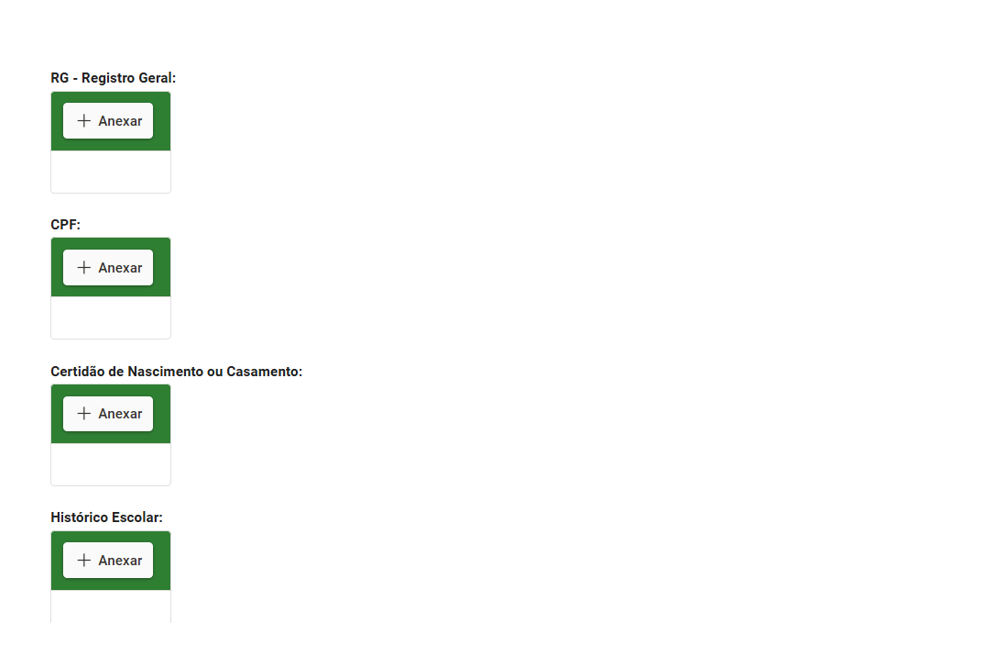 RG - Registro Geral:
Anexar
CPF:
Anexar
Certidão de Nascimento ou Casamento:
Anexar
Histórico Escolar:
Anexar